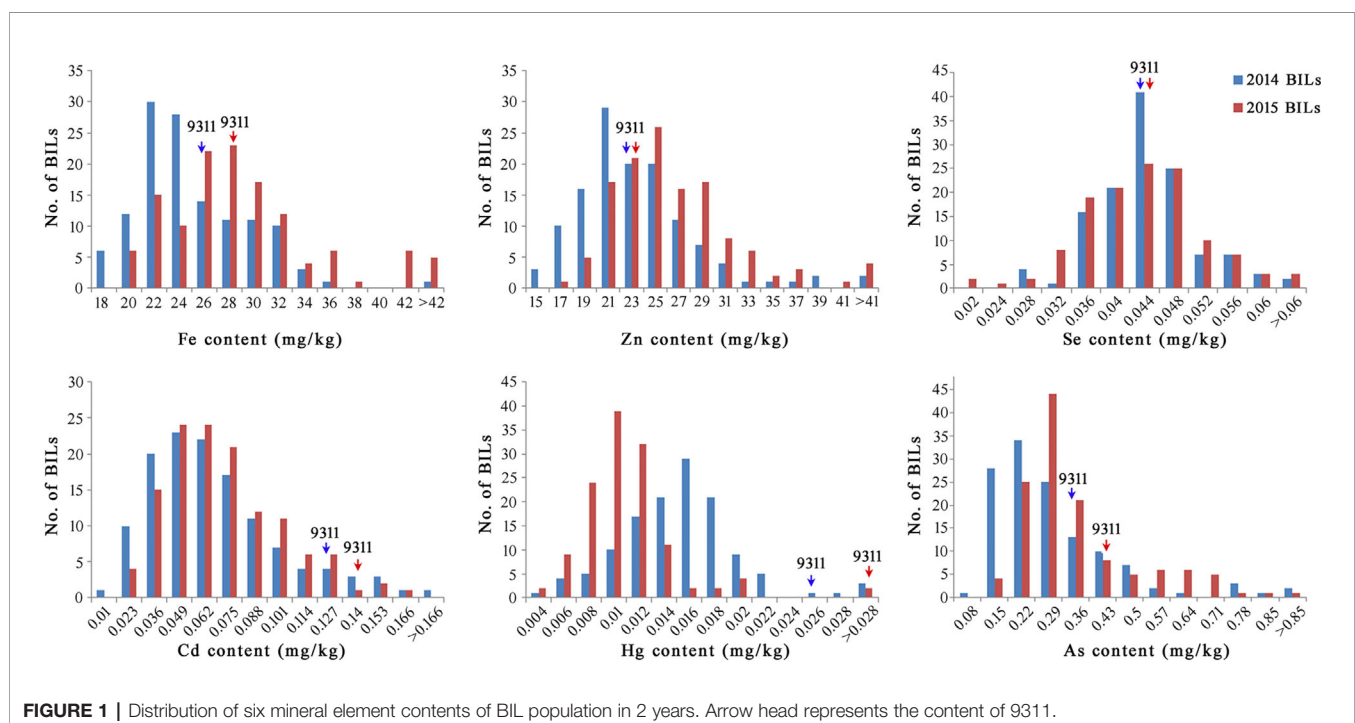 35
30
25
20
15
10
5
0
No. of BILs
9311 9311
18 20 22 24 26 28 30 32 34 36 38 40 42 >42
Fe content (mg/kg)
35
30
25
20
15
10
5
0
No. of BILs
9311
15 17 19 21 23 25 27 29 31 33 35 37 39 41 >41
Zn content (mg/kg)
45
40
35
30
25
20
15
10
5
0
No. of BILs
9311
2014 BILs
2015 BILs
0.02 0.024 0.028 0.032 0.036 0.04 0.044 0.048 0.052 0.056 0.06 >0.06
Se content (mg/kg)
30
25
20
15
10
5
0
No. of BILs
9311 9311
0.01 0.023 0.036 0.049 0.062 0.075 0.088 0.101 0.114 0.127 0.14 0.153 0.166 >0.166
Cd content (mg/kg)
45
40
35
30
25
20
15
10
5
0
No. of BILs
9311 9311
0.004 0.006 0.008 0.01 0.012 0.014 0.016 0.018 0.02 0.022 0.024 0.026 0.028 >0.028
Hg content (mg/kg)
45
40
35
30
25
20
15
10
5
0
No. of BILs
9311
9311
0.08 0.15 0.22 0.29 0.36 0.43 0.5 0.57 0.64 0.71 0.78 0.85 >0.85
As content (mg/kg)
FIGURE 1 | Distribution of six mineral element contents of BIL population in 2 years. Arrow head represents the content of 9311.